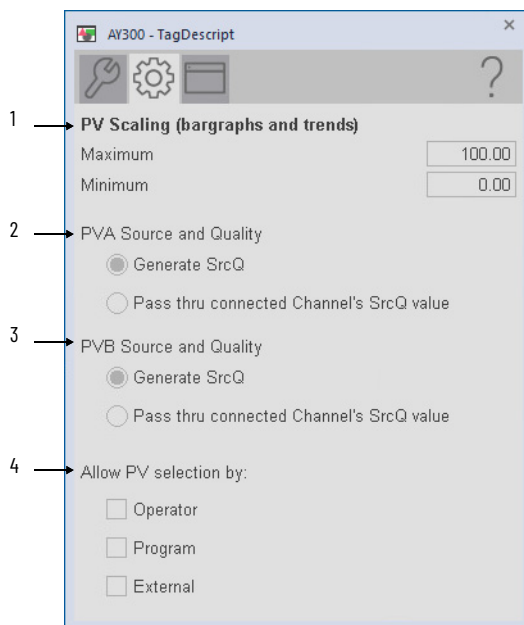 AY300 - TagDescript
×
?
1
PV Scaling (bargraphs and trends)
Maximum 100.00
Minimum 0.00
2
PVA Source and Quality
Generate SrcQ
Pass thru connected Channel's SrcQ value
3
PVB Source and Quality
Generate SrcQ
Pass thru connected Channel's SrcQ value
4
Allow PV selection by:
Operator
Program
External